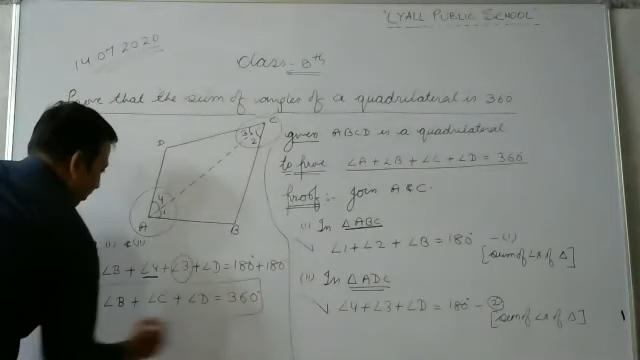 "LYALL PUBLIC SCHOOL"
14 07 2020
Class - 8th
Prove that the sum of angles of a quadrilateral is 360
D
C
3
1
2
4
1
A
B
given ABCD is a quadrilateral
to prove ∠A + ∠B + ∠C + ∠D = 360°
Proof :- Join A & C.
(i) In △ABC
∠1 + ∠2 + ∠B = 180° - (1)
[sum of ∠s of △]
(ii) In △ADC
∠4 + ∠3 + ∠D = 180° - (2)
[sum of ∠s of △]
(i) & (ii)
∠B + ∠4 + ∠3 + ∠D = 180° + 180°
∠B + ∠C + ∠D = 360°